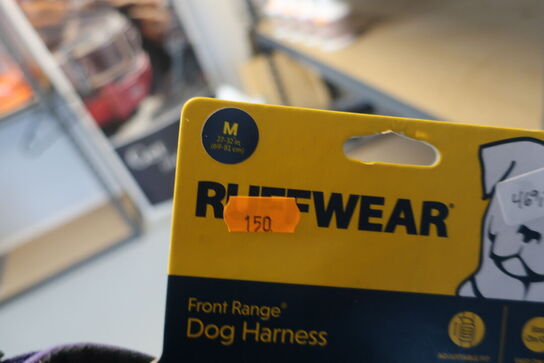 M
27-32 in
(69-81 cm)
RUFFWEAR®
150
Front Range®
Dog Harness